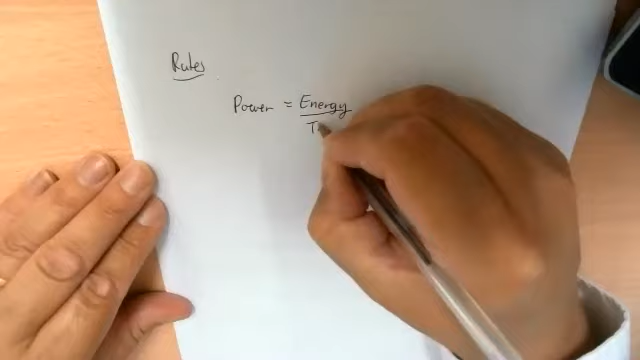 Rates
Power = Energy
T